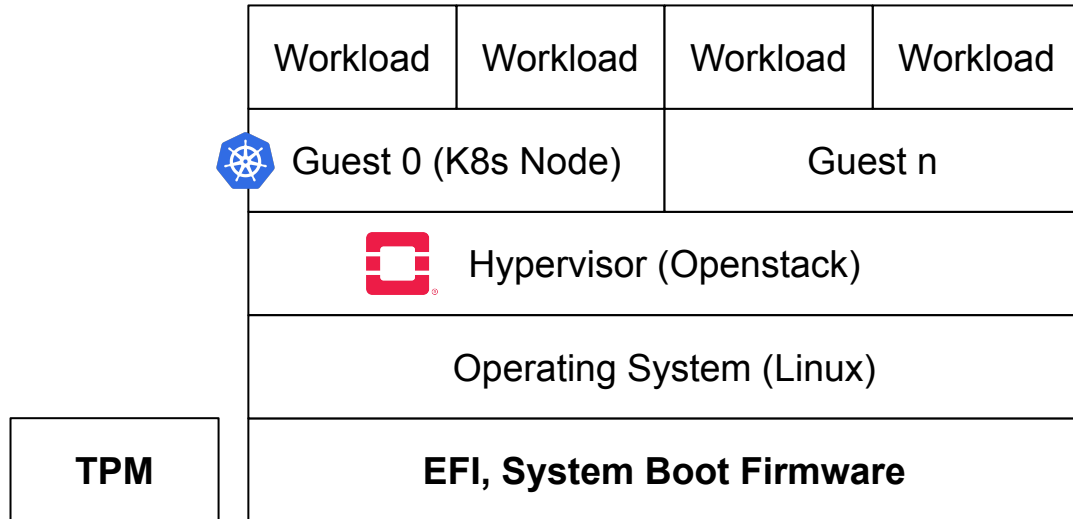 Workload Workload Workload Workload
Guest 0 (K8s Node) Guest n
Hypervisor (Openstack)
Operating System (Linux)
TPM EFI, System Boot Firmware